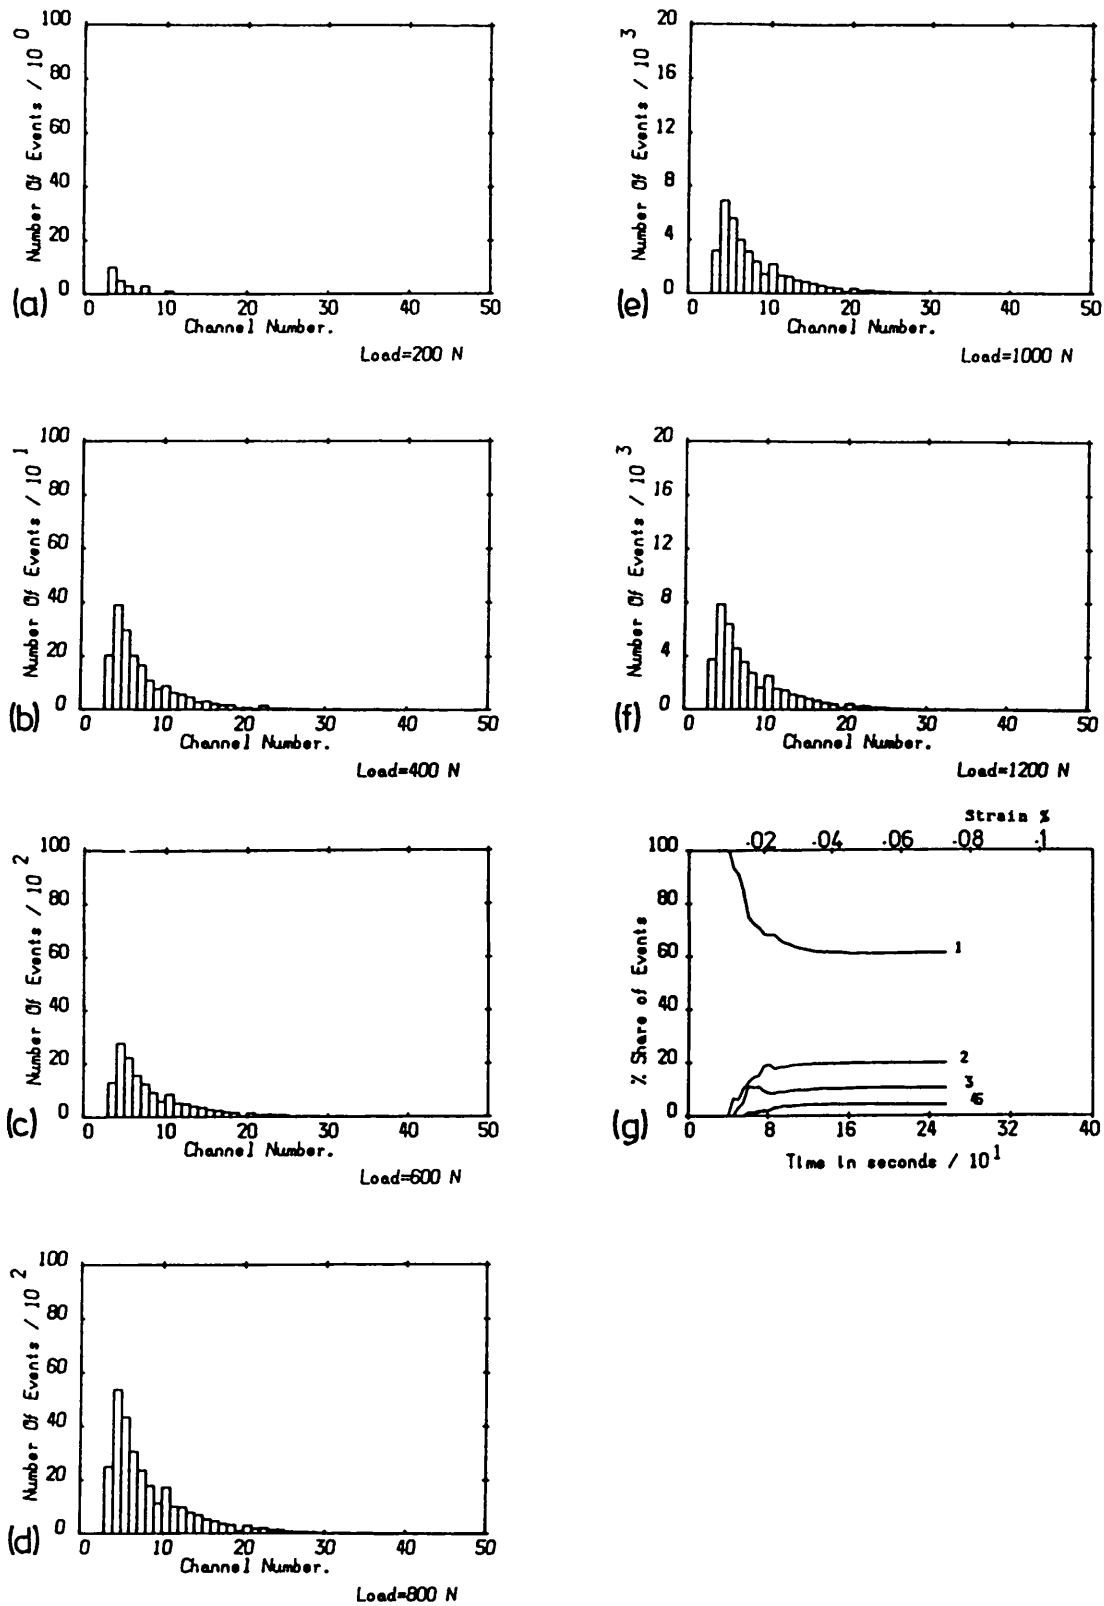 100
80
60
40
20
0
Number Of Events / 10 0
0 10 20 30 40 50
Channel Number.
(a)
Load=200 N
100
80
60
40
20
0
Number Of Events / 10 1
0 10 20 30 40 50
Channel Number.
(b)
Load=400 N
100
80
60
40
20
0
Number Of Events / 10 2
0 10 20 30 40 50
Channel Number.
(c)
Load=600 N
100
80
60
40
20
0
Number Of Events / 10 2
0 10 20 30 40 50
Channel Number.
(d)
Load=800 N
20
16
12
8
4
0
Number Of Events / 10 3
0 10 20 30 40 50
Channel Number.
(e)
Load=1000 N
20
16
12
8
4
0
Number Of Events / 10 3
0 10 20 30 40 50
Channel Number.
(f)
Load=1200 N
Strain %
.02 .04 .06 .08 .1
100
80
60
40
20
0
% Share of Events
1
2
3
45
0 8 16 24 32 40
Time in seconds / 10 1
(g)